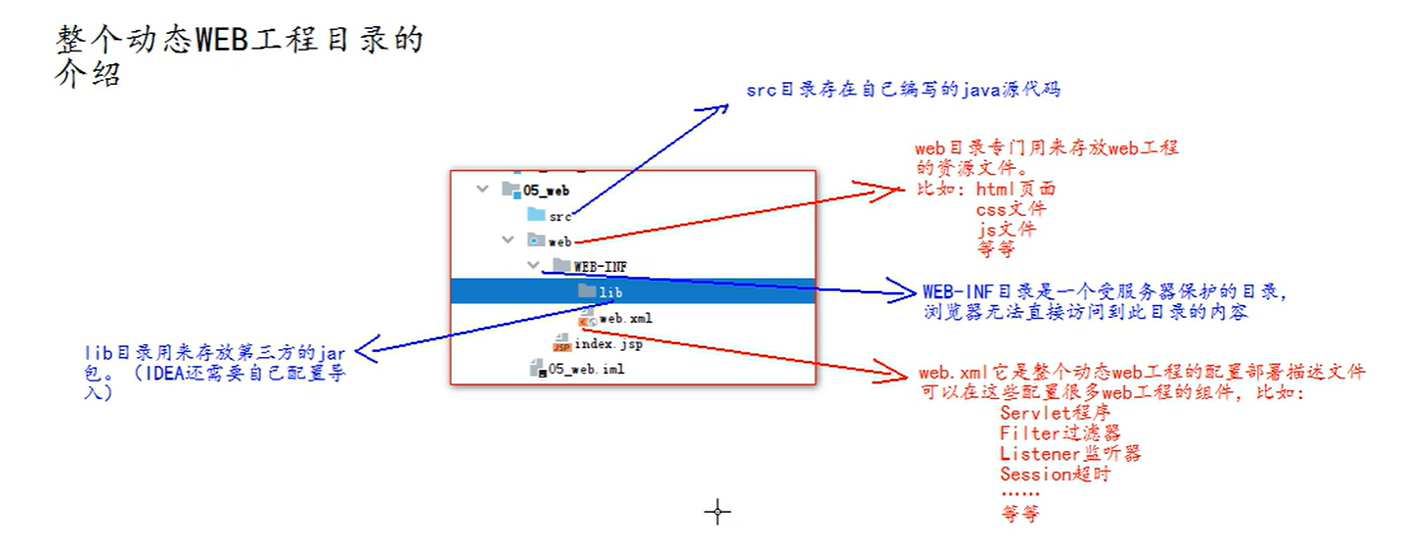 整个动态WEB工程目录的
介绍
src目录存在自己编写的java源代码
web目录专门用来存放web工程
的资源文件。
比如：html页面
css文件
js文件
等等
05_web
src
web
WEB-INF
lib
web.xml
index.jsp
05_web.iml
WEB-INF目录是一个受服务器保护的目录，
浏览器无法直接访问到此目录的内容
lib目录用来存放第三方的jar
包。（IDEA还需要自己配置导
入）
web.xml它是整个动态web工程的配置部署描述文件
可以在这些配置很多web工程的组件，比如：
Servlet程序
Filter过滤器
Listener监听器
Session超时
……
等等